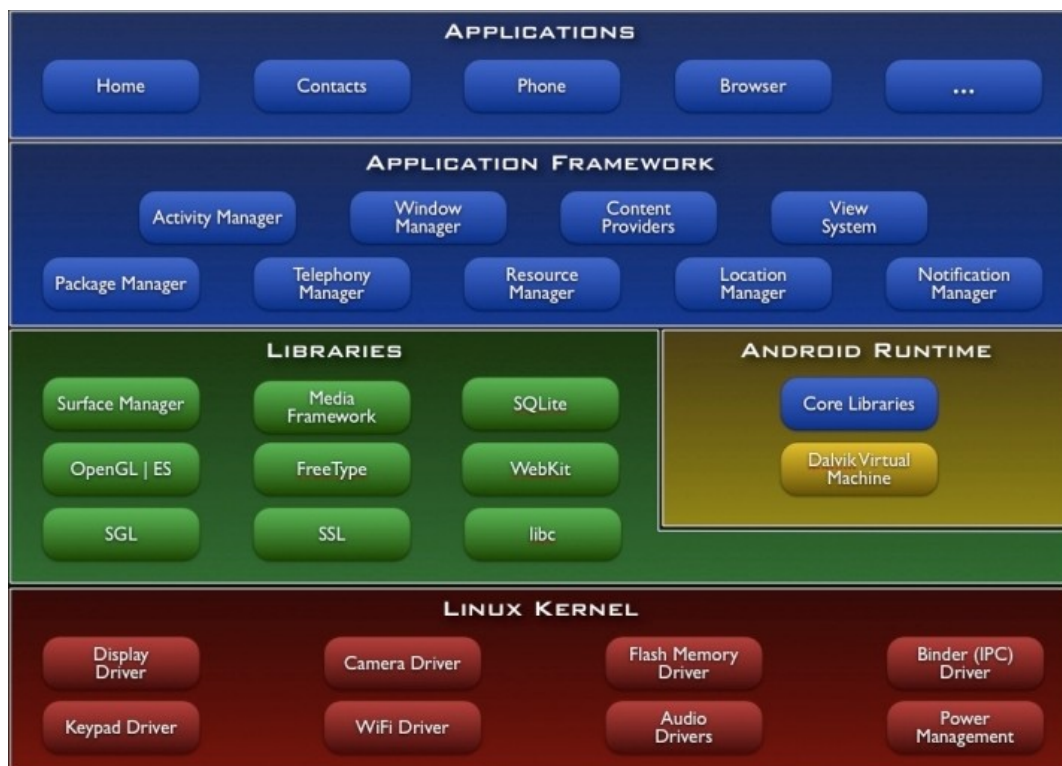 APPLICATIONS
Home
Contacts
Phone
Browser
...
APPLICATION FRAMEWORK
Activity Manager
Window
Manager
Content
Providers
View
System
Package Manager
Telephony
Manager
Resource
Manager
Location
Manager
Notification
Manager
LIBRARIES
Surface Manager
Media
Framework
SQLite
OpenGL | ES
FreeType
WebKit
SGL
SSL
libc
ANDROID RUNTIME
Core Libraries
Dalvik Virtual
Machine
LINUX KERNEL
Display
Driver
Camera Driver
Flash Memory
Driver
Binder (IPC)
Driver
Keypad Driver
WiFi Driver
Audio
Drivers
Power
Management